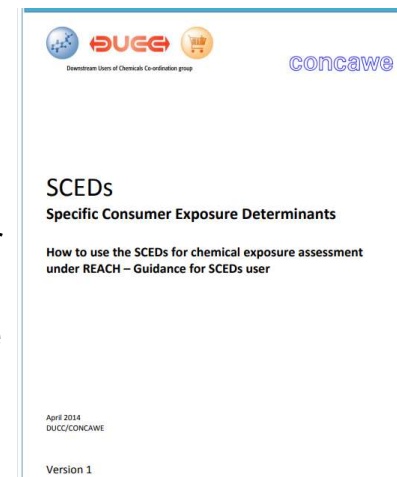 DUCC
Downstream Users of Chemicals Co-ordination group
concawe
SCEDs
Specific Consumer Exposure Determinants
How to use the SCEDs for chemical exposure assessment
under REACH – Guidance for SCEDs user
April 2014
DUCC/CONCAWE
Version 1